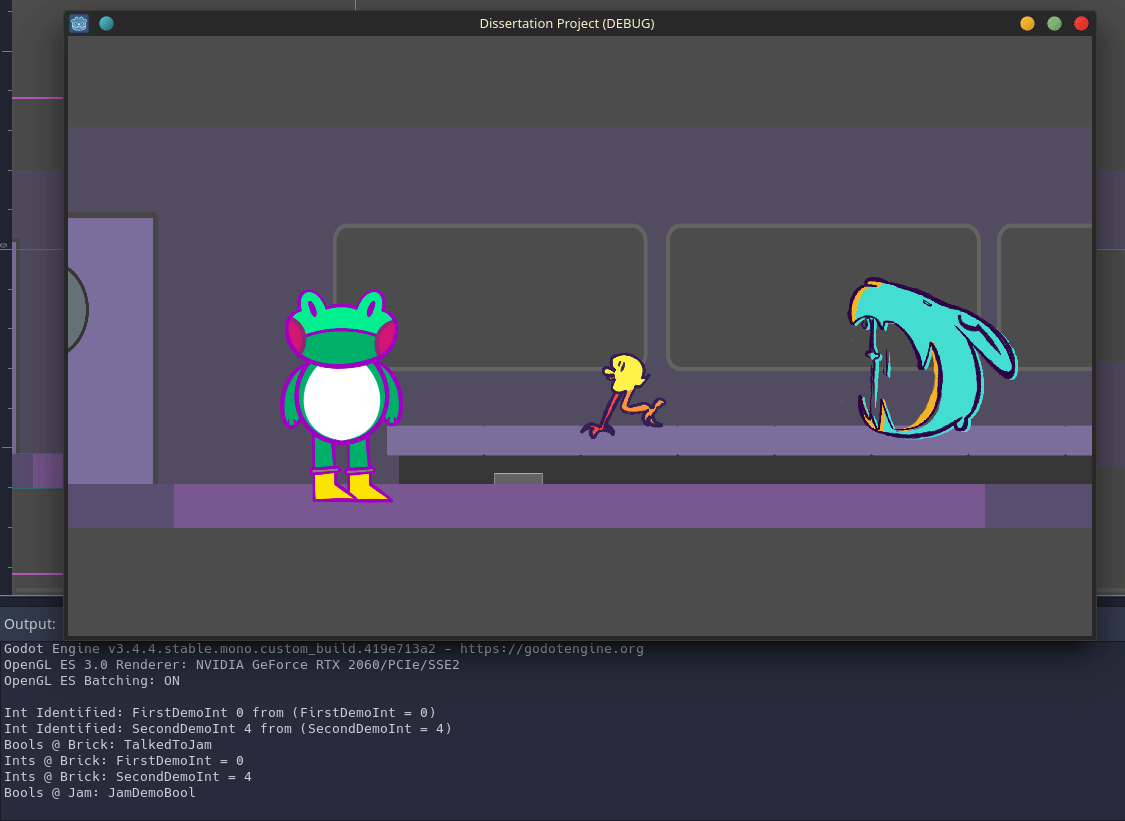 Dissertation Project (DEBUG)
Output:
Godot Engine v3.4.4.stable.mono.custom_build.419e713a2 - https://godotengine.org
OpenGL ES 3.0 Renderer: NVIDIA GeForce RTX 2060/PCIe/SSE2
OpenGL ES Batching: ON
Int Identified: FirstDemoInt 0 from (FirstDemoInt = 0)
Int Identified: SecondDemoInt 4 from (SecondDemoInt = 4)
Bools @ Brick: TalkedToJam
Ints @ Brick: FirstDemoInt = 0
Ints @ Brick: SecondDemoInt = 4
Bools @ Jam: JamDemoBool